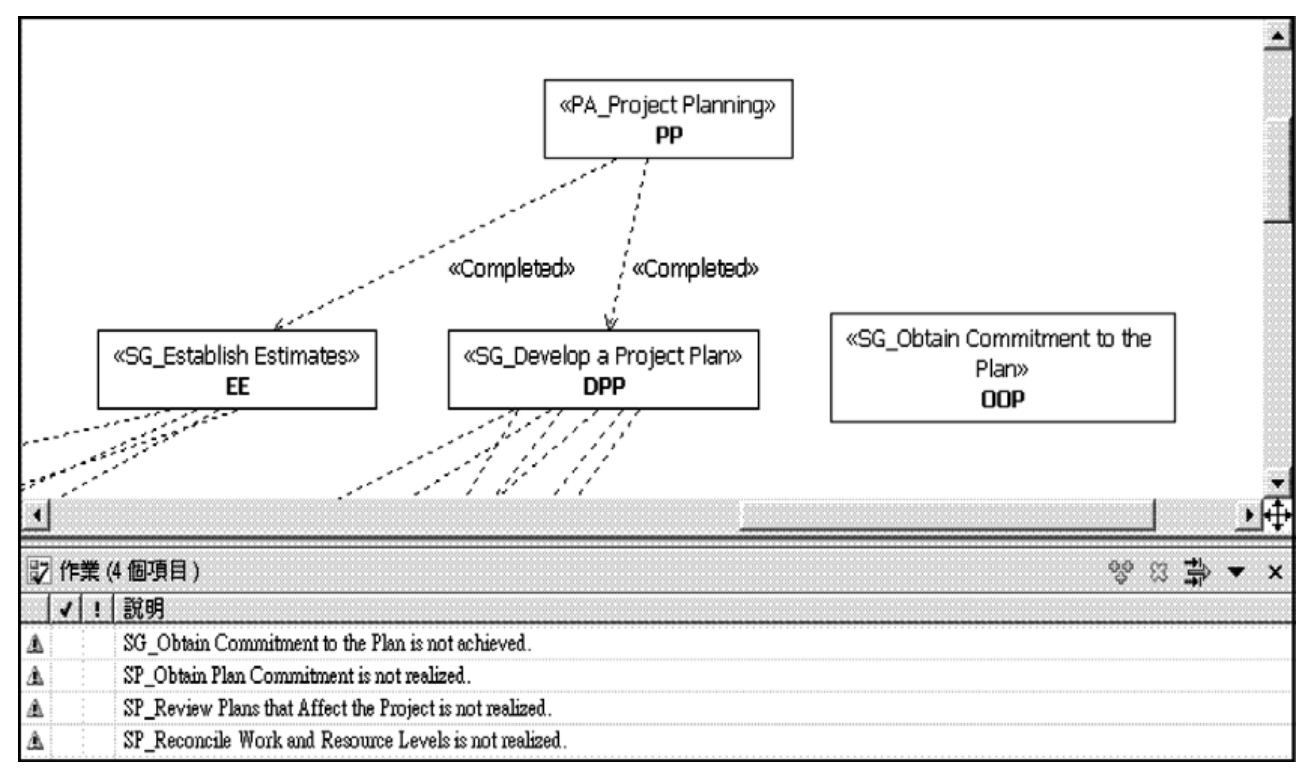 «PA_Project Planning»
PP
«Completed»
«Completed»
«SG_Establish Estimates»
EE
«SG_Develop a Project Plan»
DPP
«SG_Obtain Commitment to the
Plan»
OOP
作業 (4 個項目)
! 說明
SG_Obtain Commitment to the Plan is not achieved.
SP_Obtain Plan Commitment is not realized.
SP_Review Plans that Affect the Project is not realized.
SP_Reconcile Work and Resource Levels is not realized.